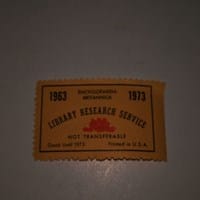 1963 ENCYCLOPAEDIA BRITANNICA 1973
LIBRARY RESEARCH SERVICE
NOT TRANSFERABLE
Good Until 1973 Printed in U.S.A.